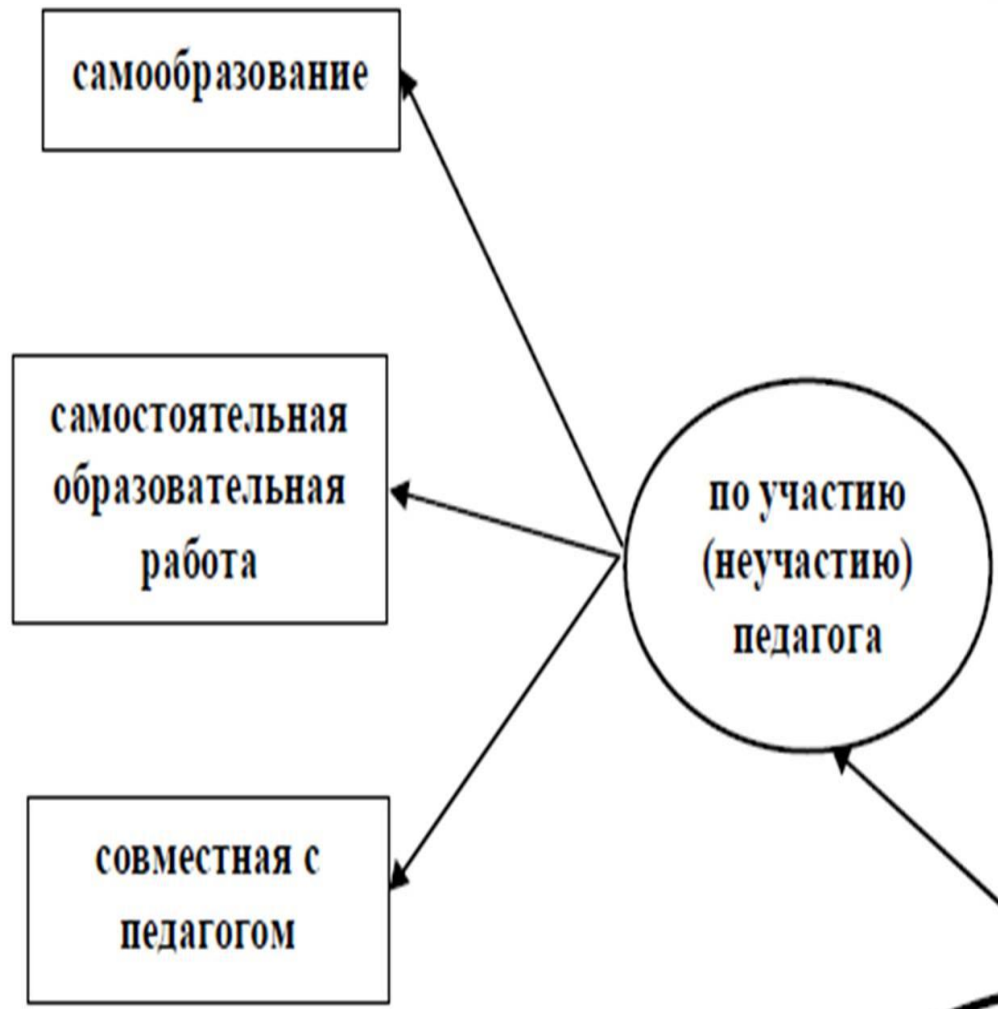 самообразование
самостоятельная
образовательная
работа
совместная с
педагогом
по участию
(неучастию)
педагога